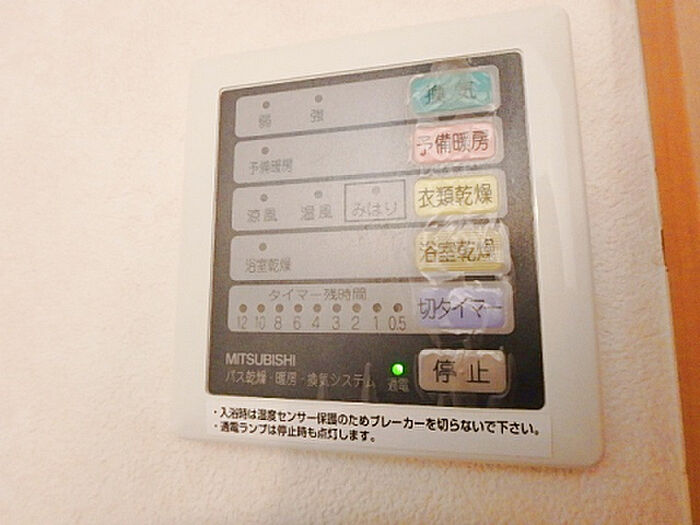 弱 強 換気
予備暖房 予備暖房
涼風 温風 みはり 衣類乾燥
浴室乾燥 浴室乾燥
タイマー残時間
12 10 8 6 4 3 2 1 0.5 切タイマー
MITSUBISHI
バス乾燥・暖房・換気システム 通電 停止
・入浴時は温度センサー保護のためブレーカーを切らないで下さい。
・通電ランプは停止時も点灯します。